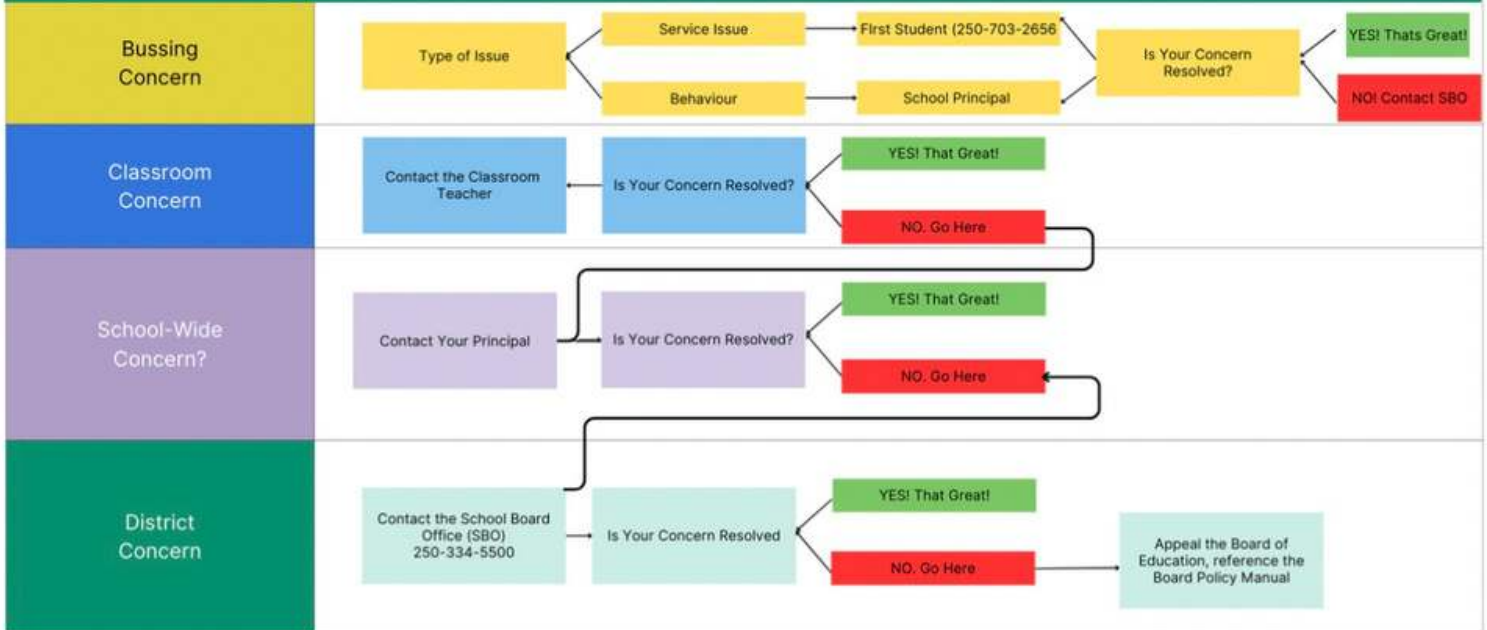 Bussing
Concern
Type of Issue
Service Issue
FIrst Student (250-703-2656
Behaviour
School Principal
Is Your Concern
Resolved?
YES! Thats Great!
NO! Contact SBO
Classroom
Concern
Contact the Classroom
Teacher
Is Your Concern Resolved?
YES! That Great!
NO. Go Here
School-Wide
Concern?
Contact Your Principal
Is Your Concern Resolved?
YES! That Great!
NO. Go Here
District
Concern
Contact the School Board
Office (SBO)
250-334-5500
Is Your Concern Resolved
YES! That Great!
NO. Go Here
Appeal the Board of
Education, reference the
Board Policy Manual